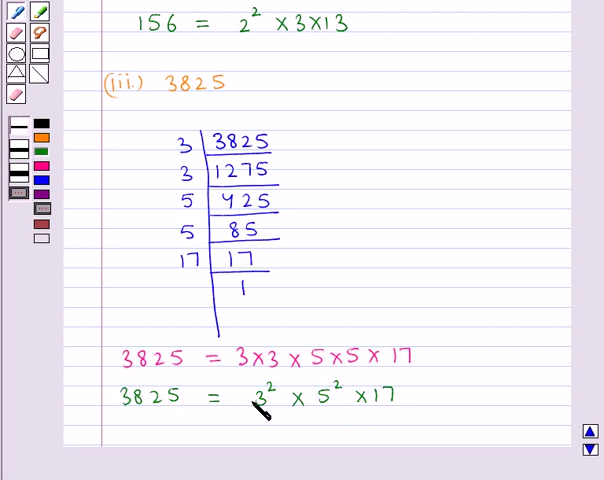 156 = 2² × 3 × 13
(iii.) 3825
3 3825
3 1275
5 425
5 85
17 17
1
3825 = 3 × 3 × 5 × 5 × 17
3825 = 3² × 5² × 17